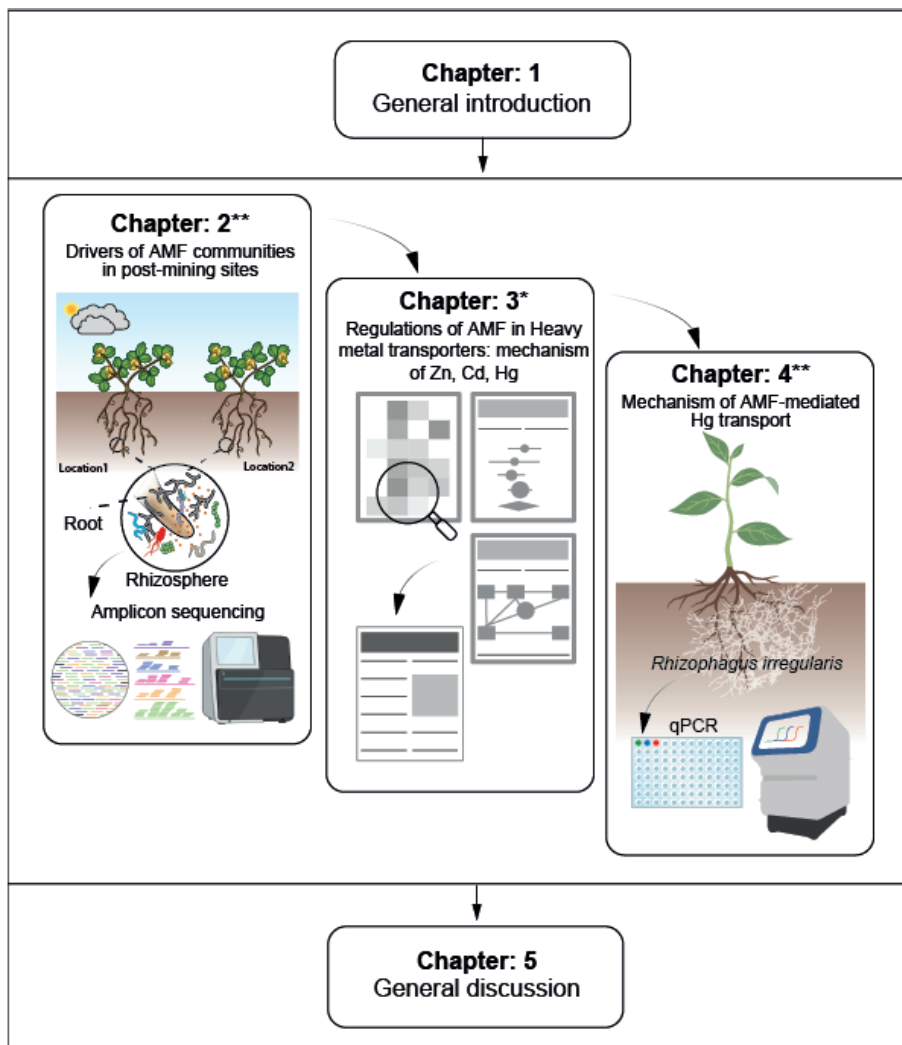 Chapter: 1
General introduction
Chapter: 2**
Drivers of AMF communities
in post-mining sites
Location1
Location2
Root
Rhizosphere
Amplicon sequencing
Chapter: 3*
Regulations of AMF in Heavy
metal transporters: mechanism
of Zn, Cd, Hg
Chapter: 4**
Mechanism of AMF-mediated
Hg transport
Rhizophagus irregularis
qPCR
Chapter: 5
General discussion